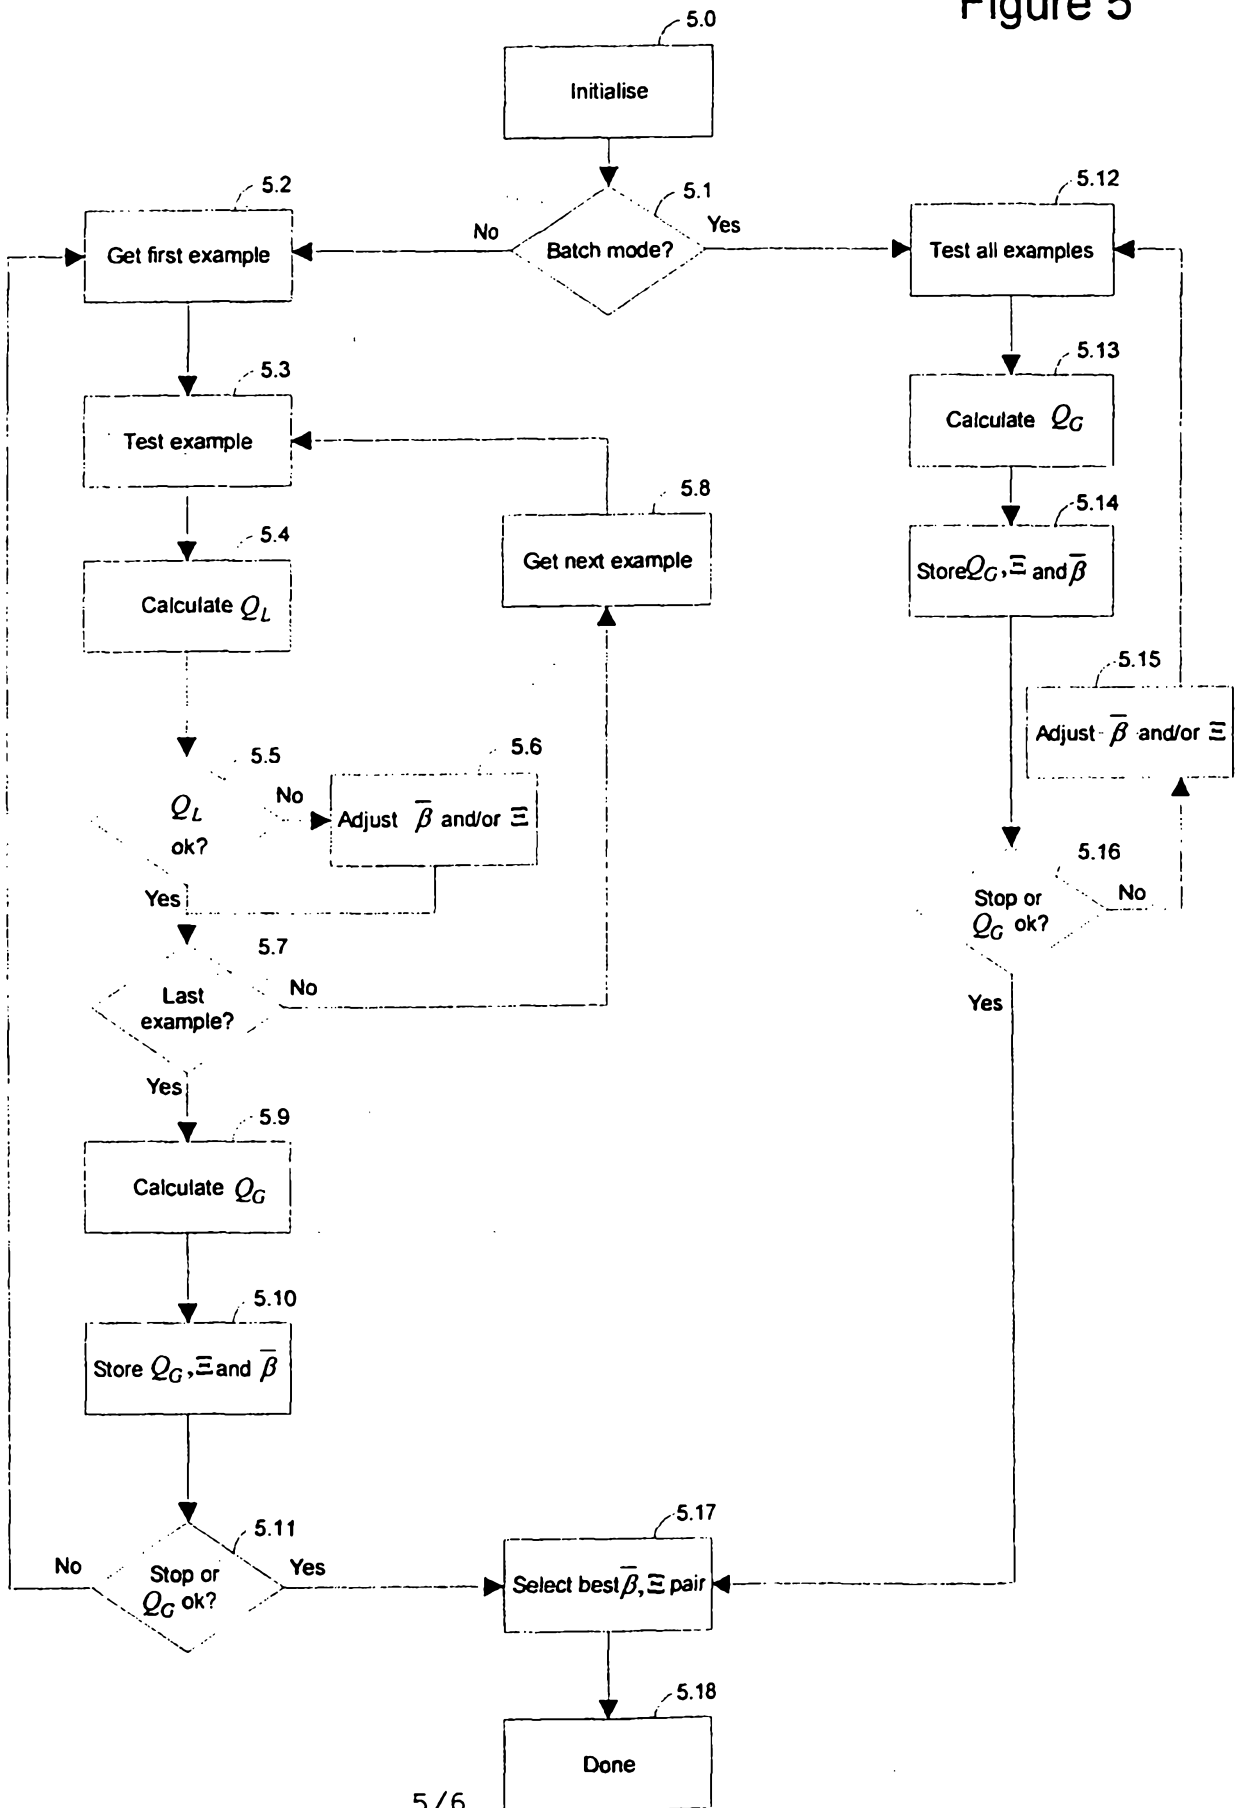 Figure 5
5.0
Initialise
5.1
Batch mode?
No
Yes
5.2
Get first example
5.12
Test all examples
5.3
Test example
5.13
Calculate Q_G
5.4
Calculate Q_L
5.8
Get next example
5.14
Store Q_G, Ξ and β̅
5.15
Adjust β̅ and/or Ξ
5.5
Q_L
ok?
No
Yes
5.6
Adjust β̅ and/or Ξ
5.16
Stop or
Q_G ok?
No
Yes
5.7
Last
example?
No
Yes
5.9
Calculate Q_G
5.10
Store Q_G, Ξ and β̅
5.11
Stop or
Q_G ok?
No
Yes
5.17
Select best β̅, Ξ pair
5.18
Done
5/6